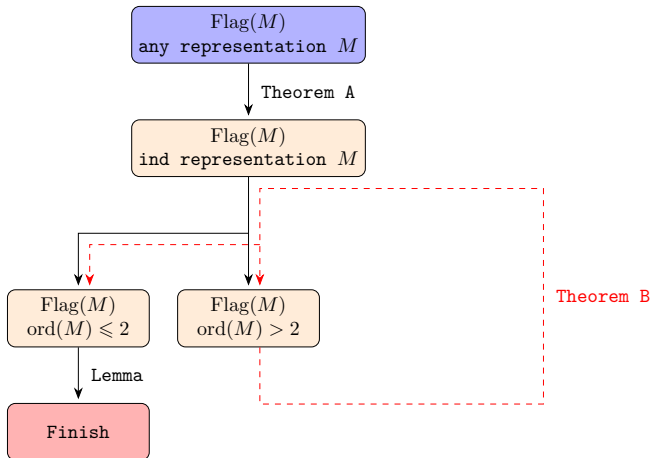 Flag(M)
any representation M
Theorem A
Flag(M)
ind representation M
Flag(M)
ord(M) ⩽ 2
Flag(M)
ord(M) > 2
Theorem B
Lemma
Finish